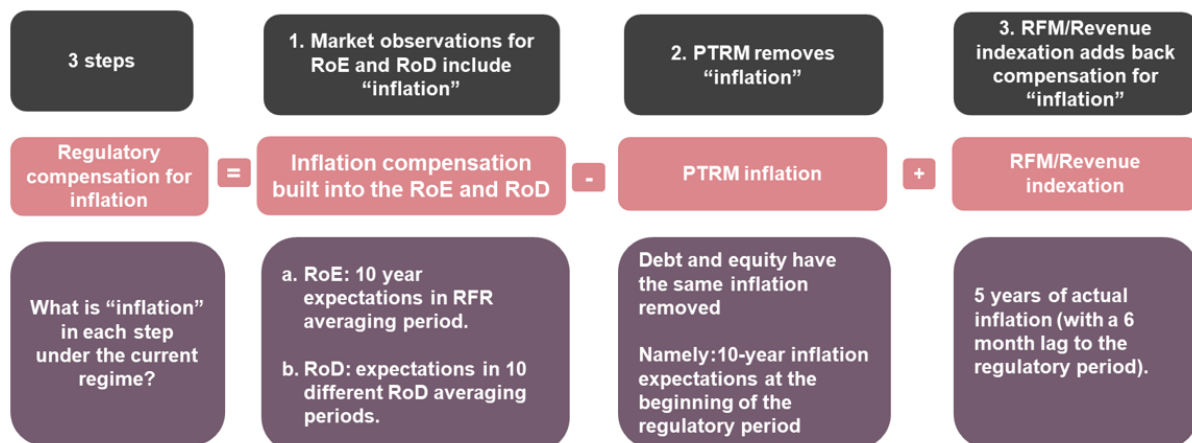 3 steps
1. Market observations for
RoE and RoD include
“inflation”
2. PTRM removes
“inflation”
3. RFM/Revenue
indexation adds back
compensation for
“inflation”
Regulatory
compensation for
inflation
=
Inflation compensation
built into the RoE and RoD
-
PTRM inflation
+
RFM/Revenue
indexation
What is “inflation”
in each step
under the current
regime?
a. RoE: 10 year
expectations in RFR
averaging period.
b. RoD: expectations in 10
different RoD averaging
periods.
Debt and equity have
the same inflation
removed
Namely:10-year inflation
expectations at the
beginning of the
regulatory period
5 years of actual
inflation (with a 6
month lag to the
regulatory period).